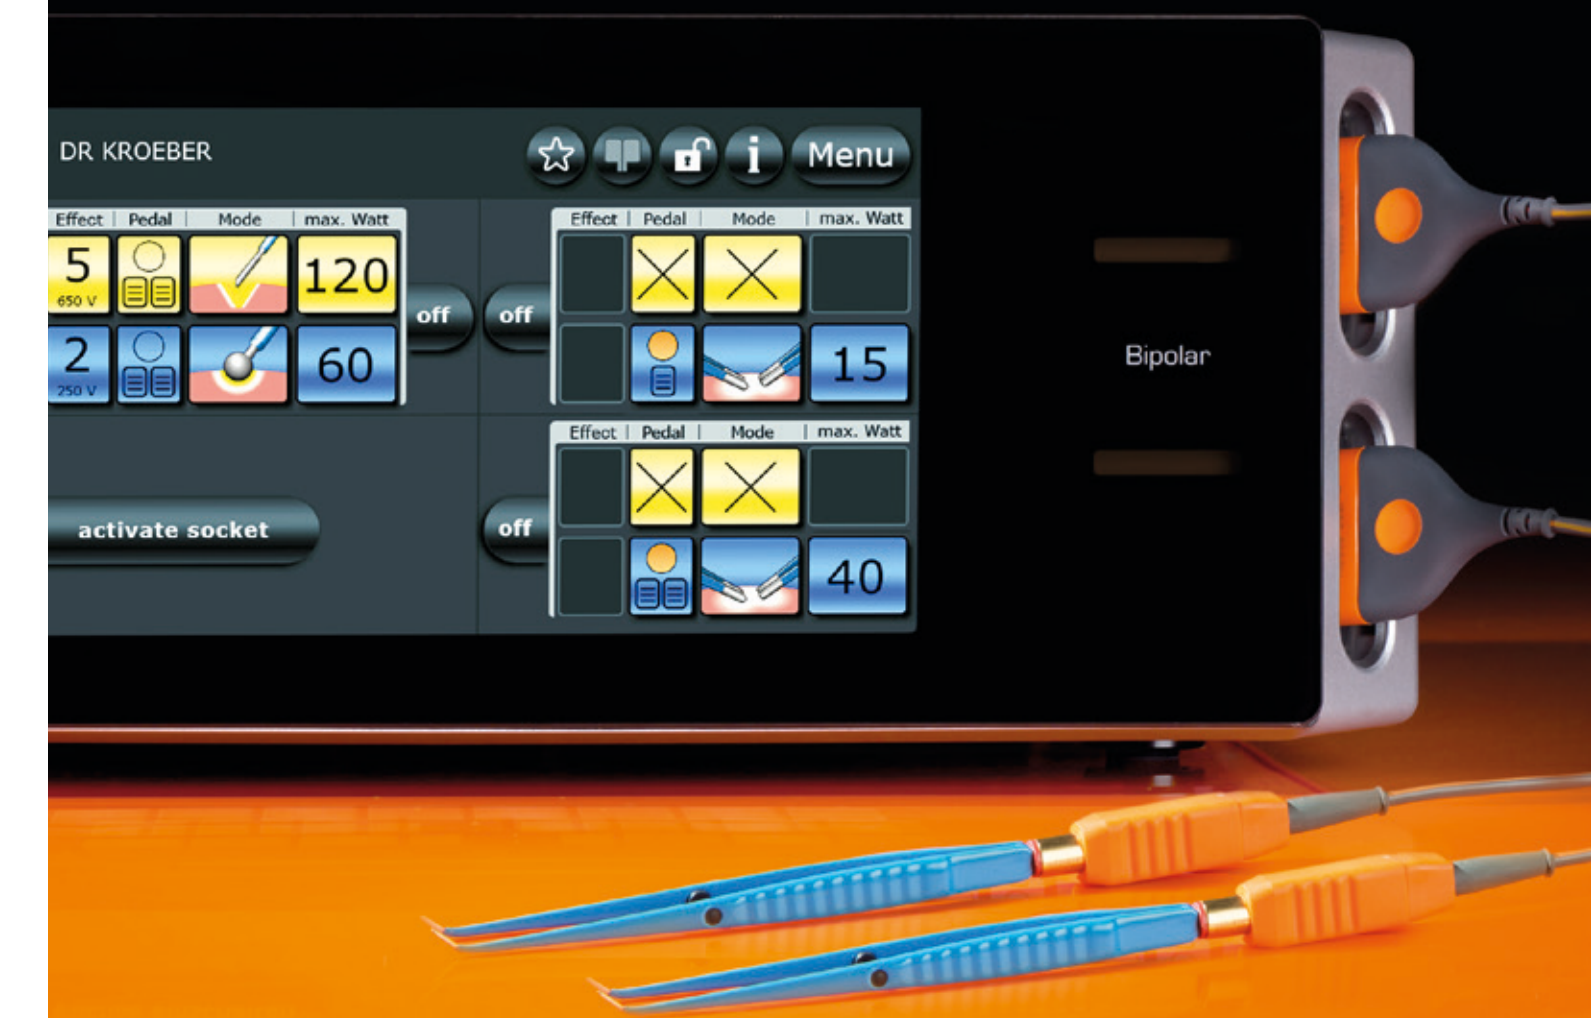 DR KROEBER
i
Menu
Effect | Pedal | Mode | max. Watt
5
650 V
120
off
2
250 V
60
Effect | Pedal | Mode | max. Watt
off
15
Effect | Pedal | Mode | max. Watt
activate socket
off
40
Bipolar